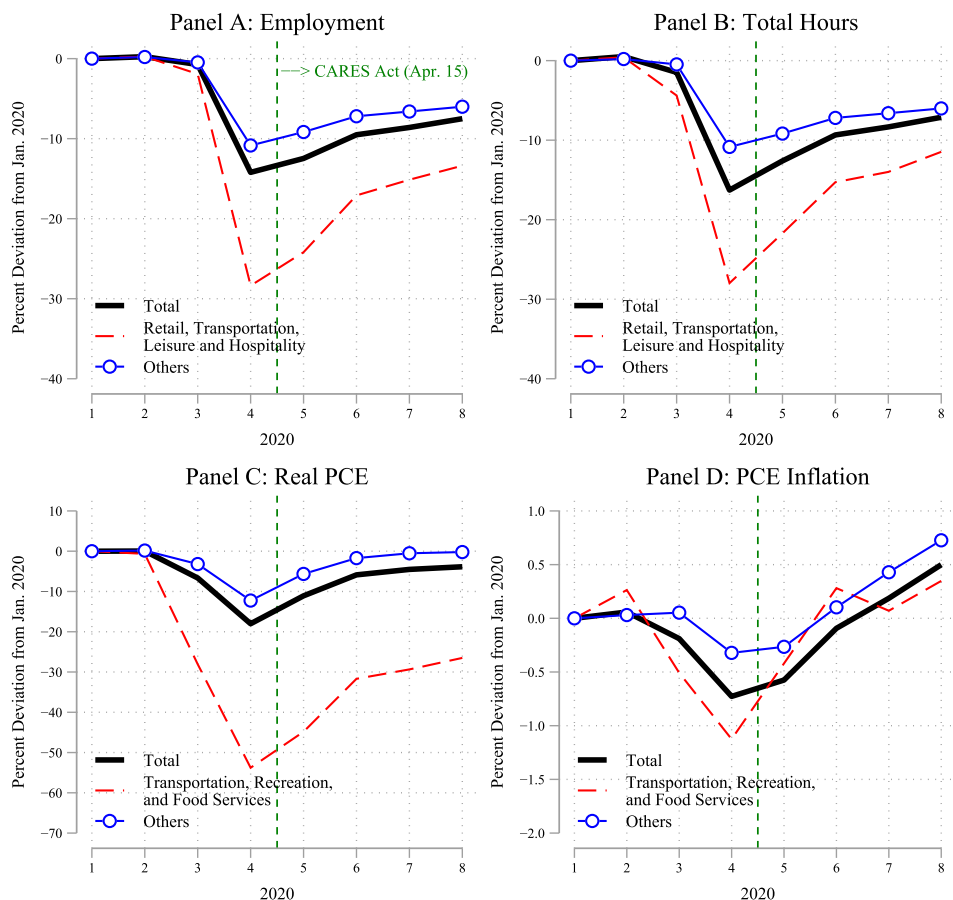 Panel A: Employment
Percent Deviation from Jan. 2020
0
−10
−20
−30
−40
−−> CARES Act (Apr. 15)
Total
Retail, Transportation,
Leisure and Hospitality
Others
1 2 3 4 5 6 7 8
2020
Panel B: Total Hours
Percent Deviation from Jan. 2020
0
−10
−20
−30
−40
Total
Retail, Transportation,
Leisure and Hospitality
Others
1 2 3 4 5 6 7 8
2020
Panel C: Real PCE
Percent Deviation from Jan. 2020
10
0
−10
−20
−30
−40
−50
−60
−70
Total
Transportation, Recreation,
and Food Services
Others
1 2 3 4 5 6 7 8
2020
Panel D: PCE Inflation
Percent Deviation from Jan. 2020
1.0
0.5
0.0
−0.5
−1.0
−1.5
−2.0
Total
Transportation, Recreation,
and Food Services
Others
1 2 3 4 5 6 7 8
2020